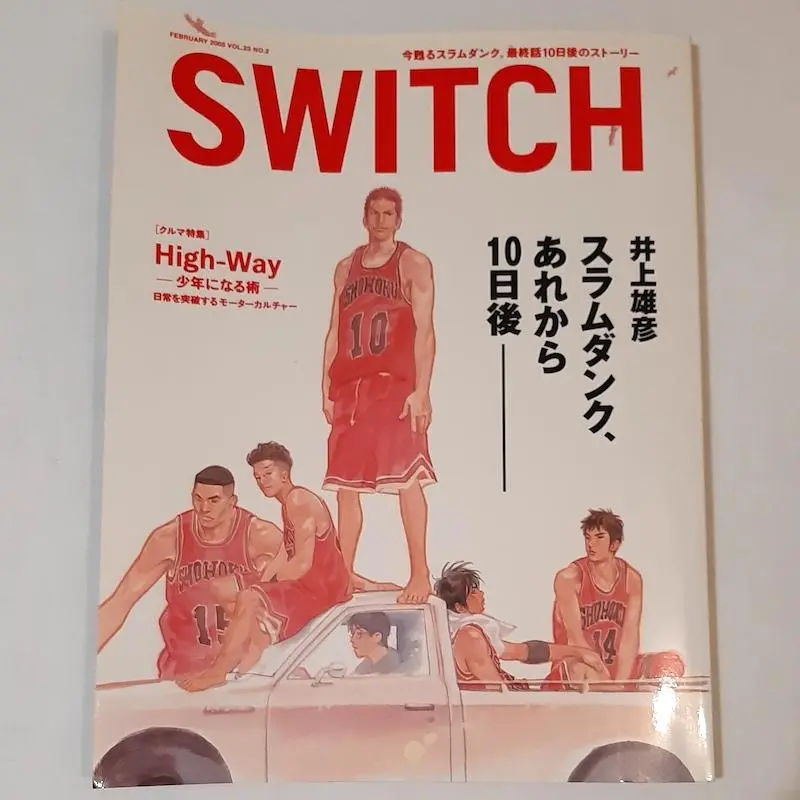 FEBRUARY 2005 VOL.23 NO.2
今甦るスラムダンク。最終話10日後のストーリー
SWITCH
[クルマ特集]
High-Way
―少年になる術―
日常を突破するモーターカルチャー
井上雄彦
スラムダンク、
あれから
10日後――
SHOHOKU
10
SHOHOKU
15
SHOHOKU
14